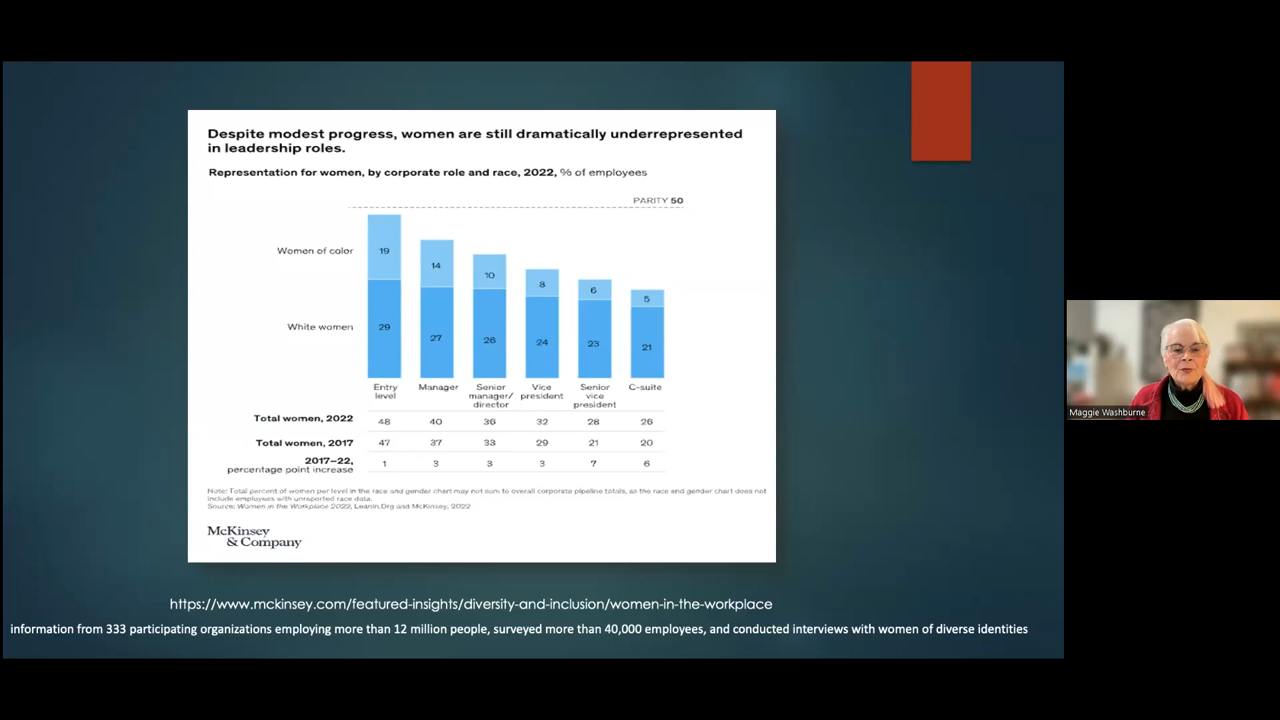 Despite modest progress, women are still dramatically underrepresented
in leadership roles.
Representation for women, by corporate role and race, 2022, % of employees
PARITY 50
Women of color
19
14
10
8
6
5
White women
29
27
26
24
23
21
Entry level
Manager
Senior manager/ director
Vice president
Senior vice president
C-suite
Total women, 2022 48 40 36 32 28 26
Total women, 2017 47 37 33 29 21 20
2017–22,
percentage point increase 1 3 3 3 7 6
Note: Total percent of women per level in the race and gender chart may not sum to overall corporate pipeline totals, as the race and gender chart does not
include employees with unreported race data.
Source: Women in the Workplace 2022, LeanIn.Org and McKinsey, 2022
McKinsey
& Company
https://www.mckinsey.com/featured-insights/diversity-and-inclusion/women-in-the-workplace
information from 333 participating organizations employing more than 12 million people, surveyed more than 40,000 employees, and conducted interviews with women of diverse identities
Maggie Washburne